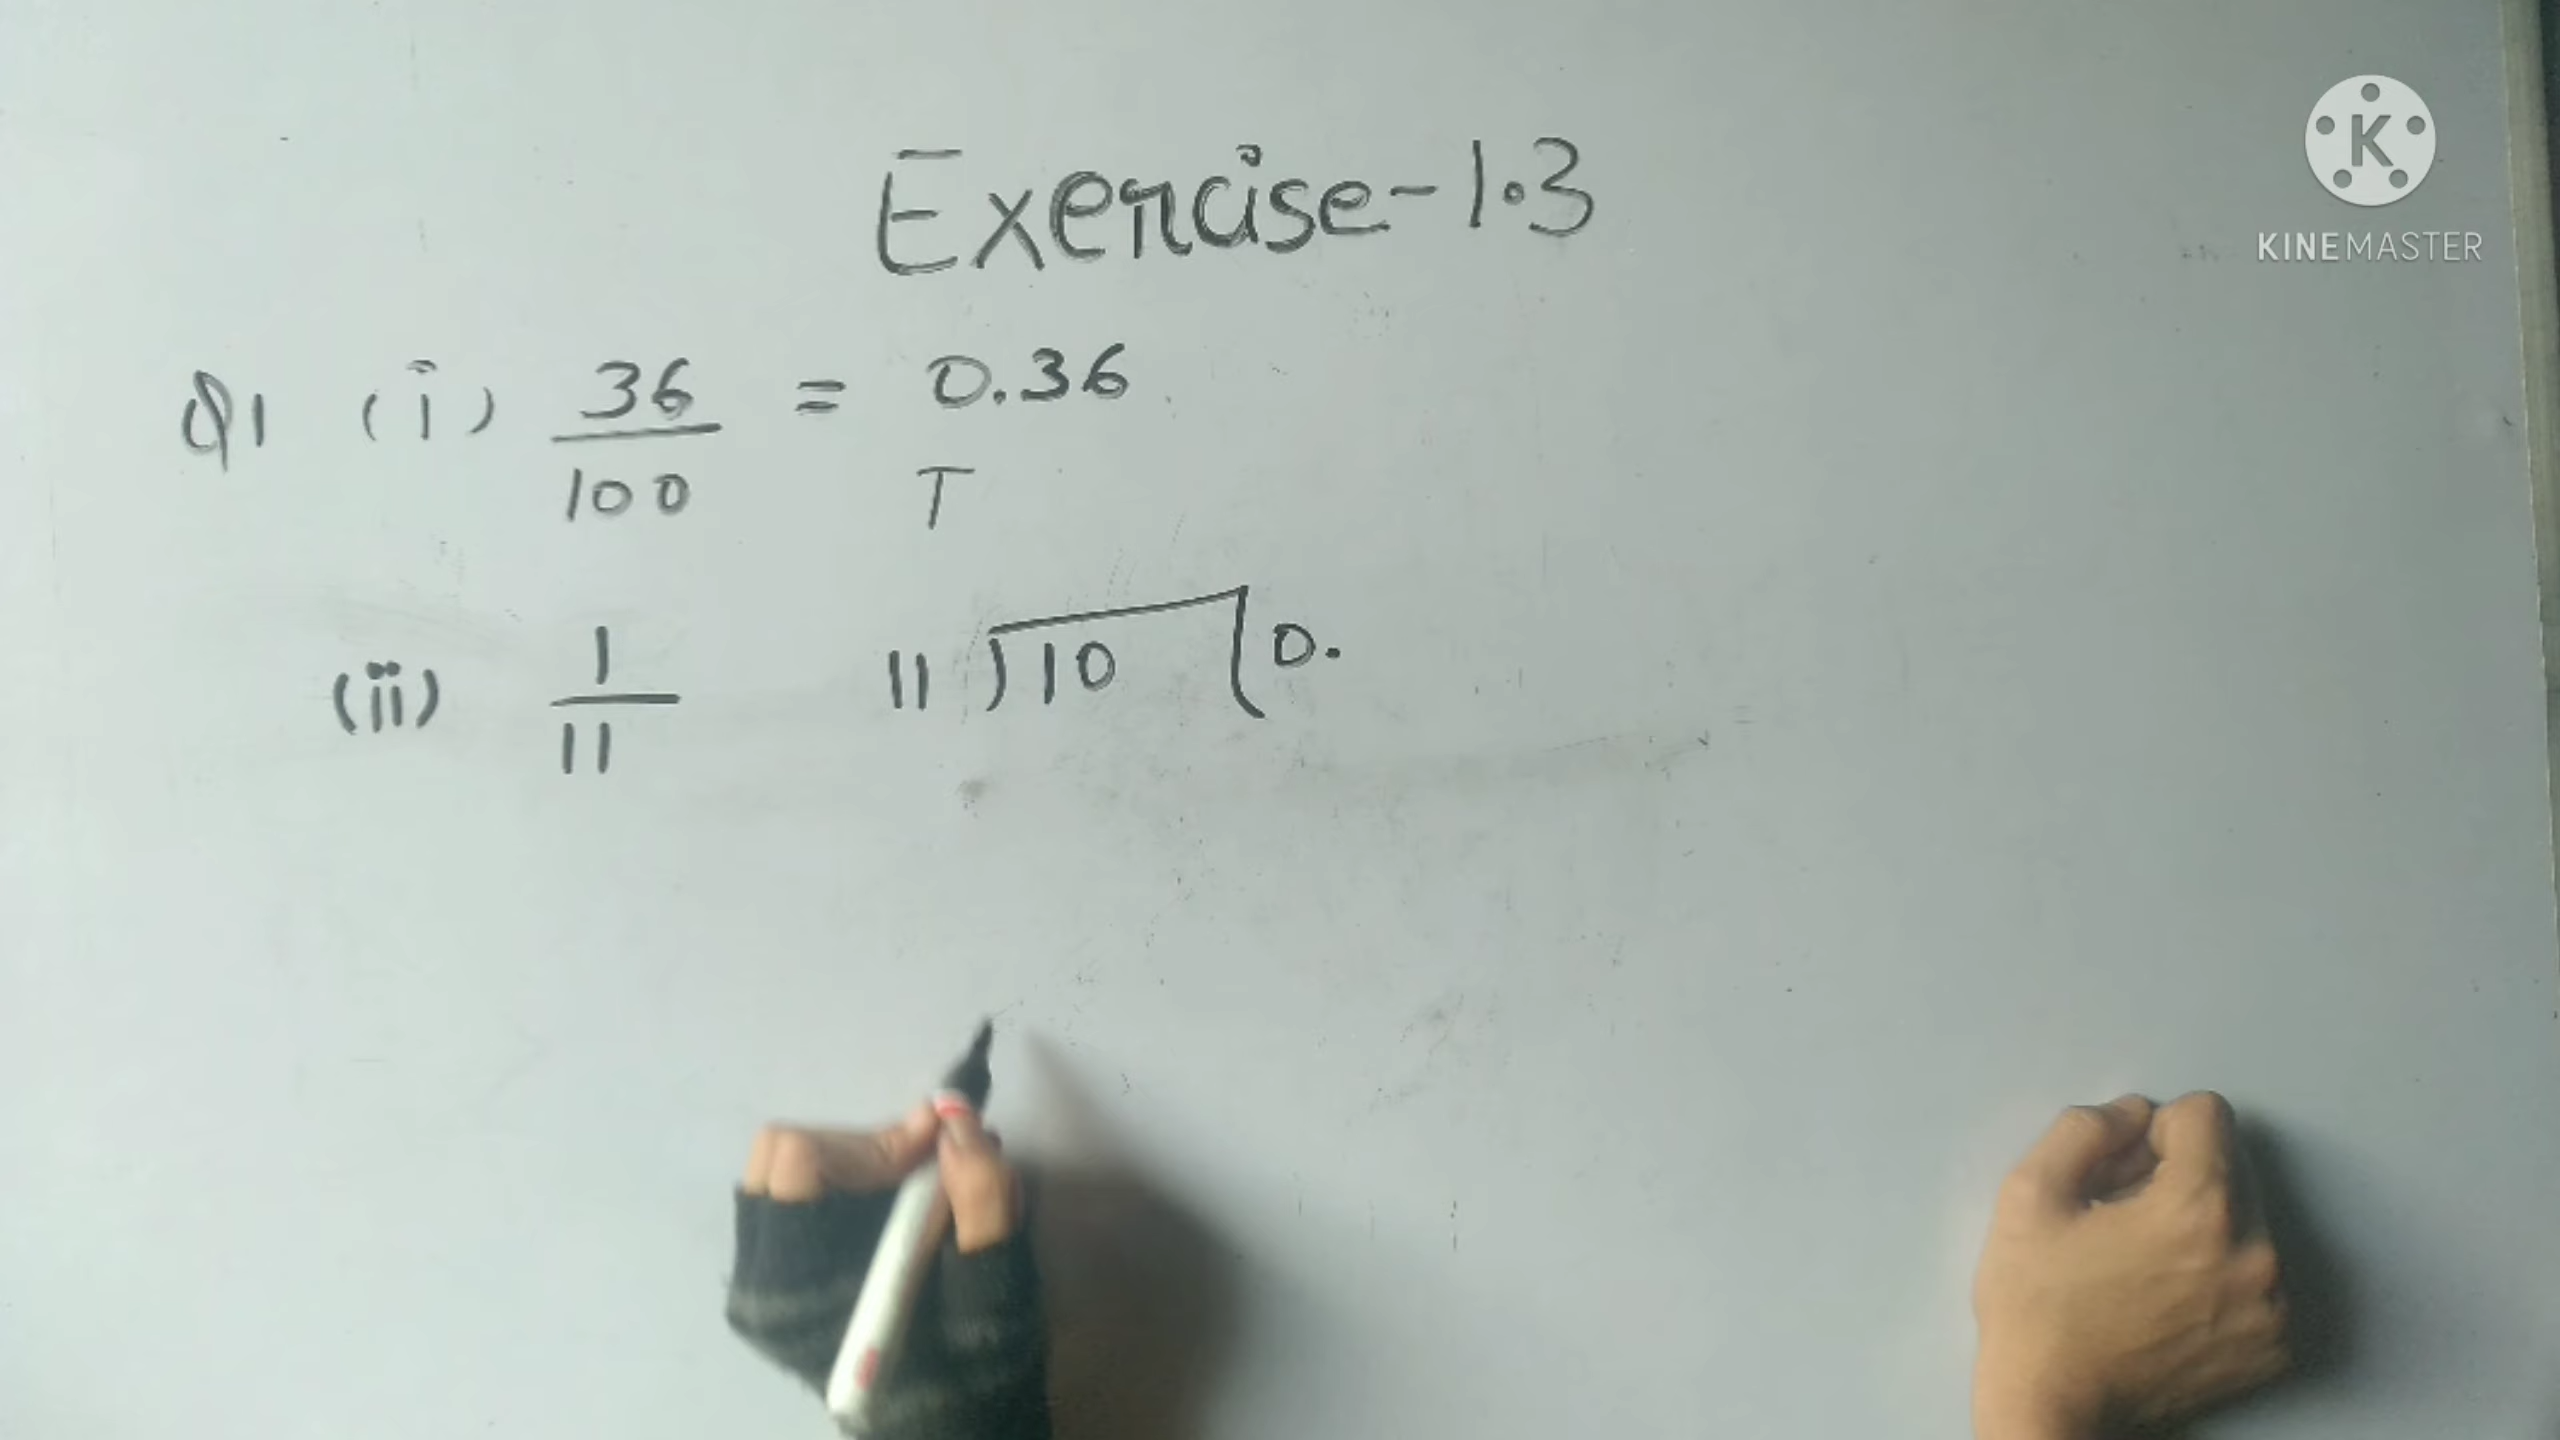 Exercise-1.3
K
KINEMASTER
Q1 (i) 36/100 = 0.36
T
(ii) 1/11 11)10(0.